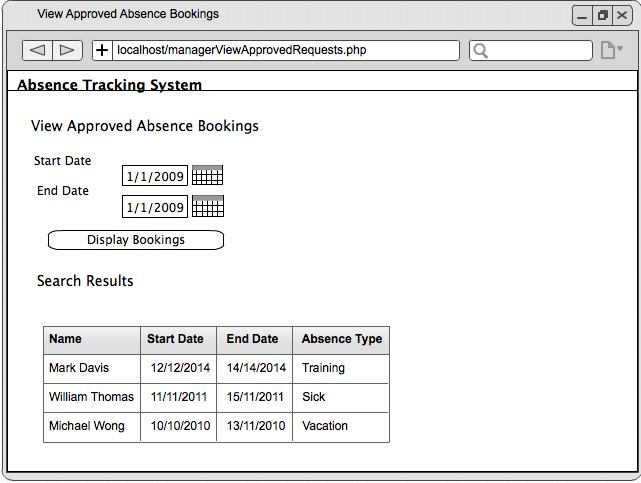 View Approved Absence Bookings
localhost/managerViewApprovedRequests.php
Absence Tracking System
View Approved Absence Bookings
Start Date
1/1/2009
End Date
1/1/2009
Display Bookings
Search Results
Name Start Date End Date Absence Type
Mark Davis 12/12/2014 14/14/2014 Training
William Thomas 11/11/2011 15/11/2011 Sick
Michael Wong 10/10/2010 13/11/2010 Vacation